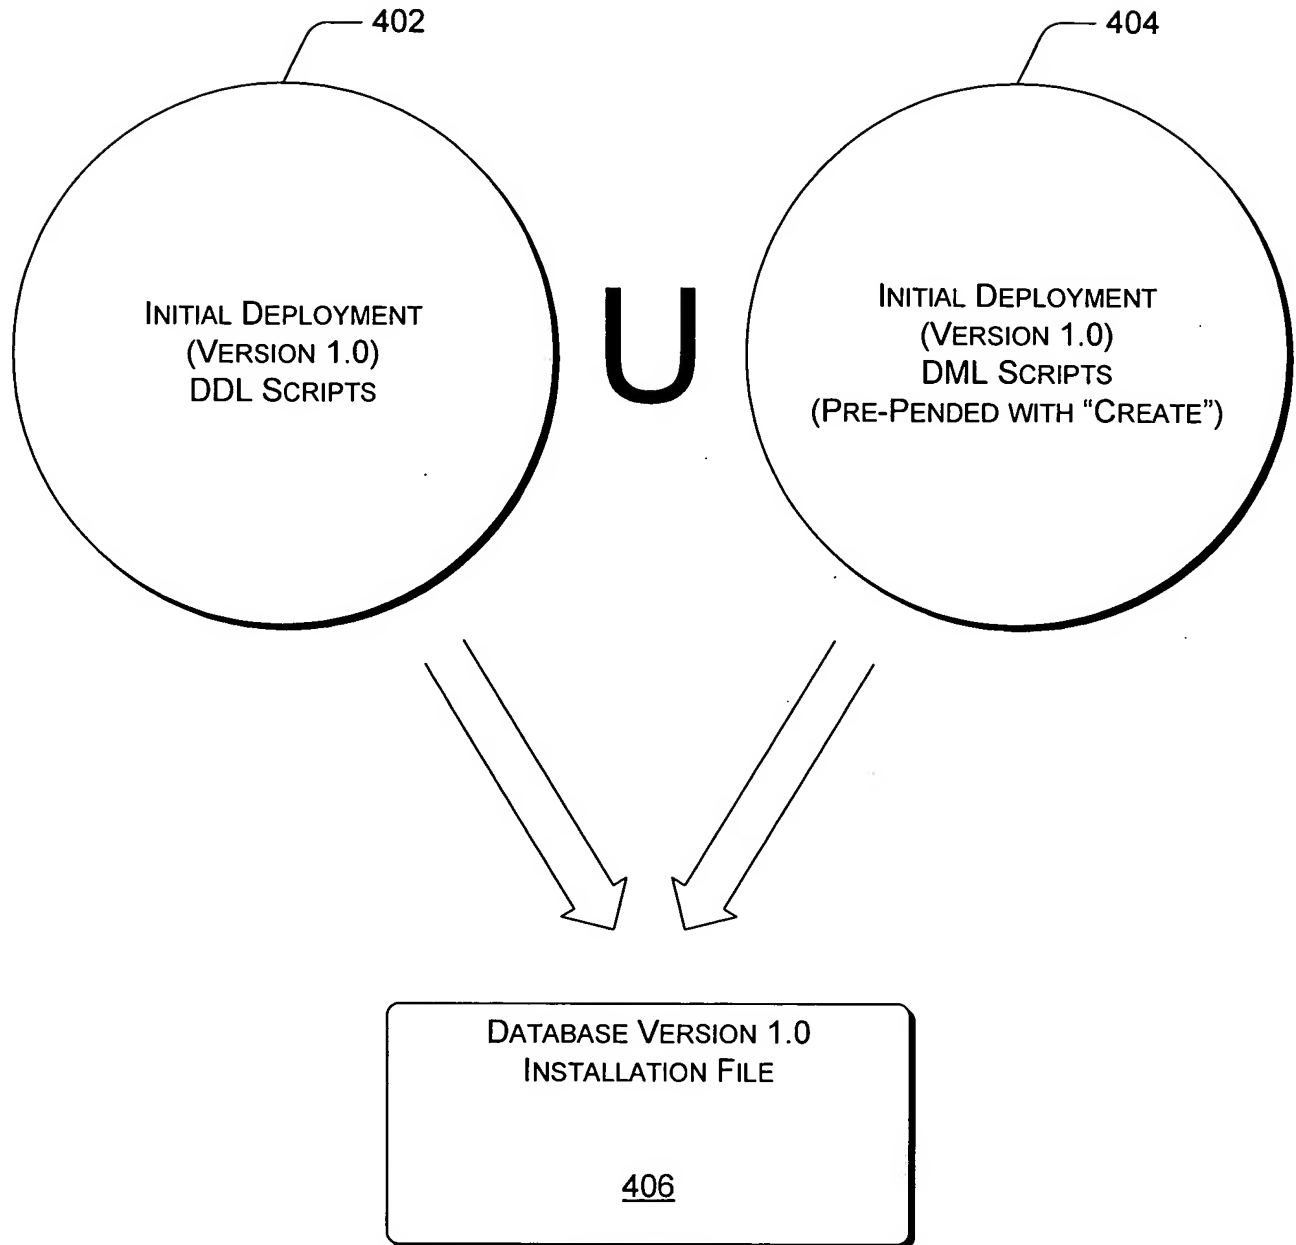 402
404
INITIAL DEPLOYMENT
(VERSION 1.0)
DDL SCRIPTS
U
INITIAL DEPLOYMENT
(VERSION 1.0)
DML SCRIPTS
(PRE-PENDED WITH “CREATE”)
DATABASE VERSION 1.0
INSTALLATION FILE
406